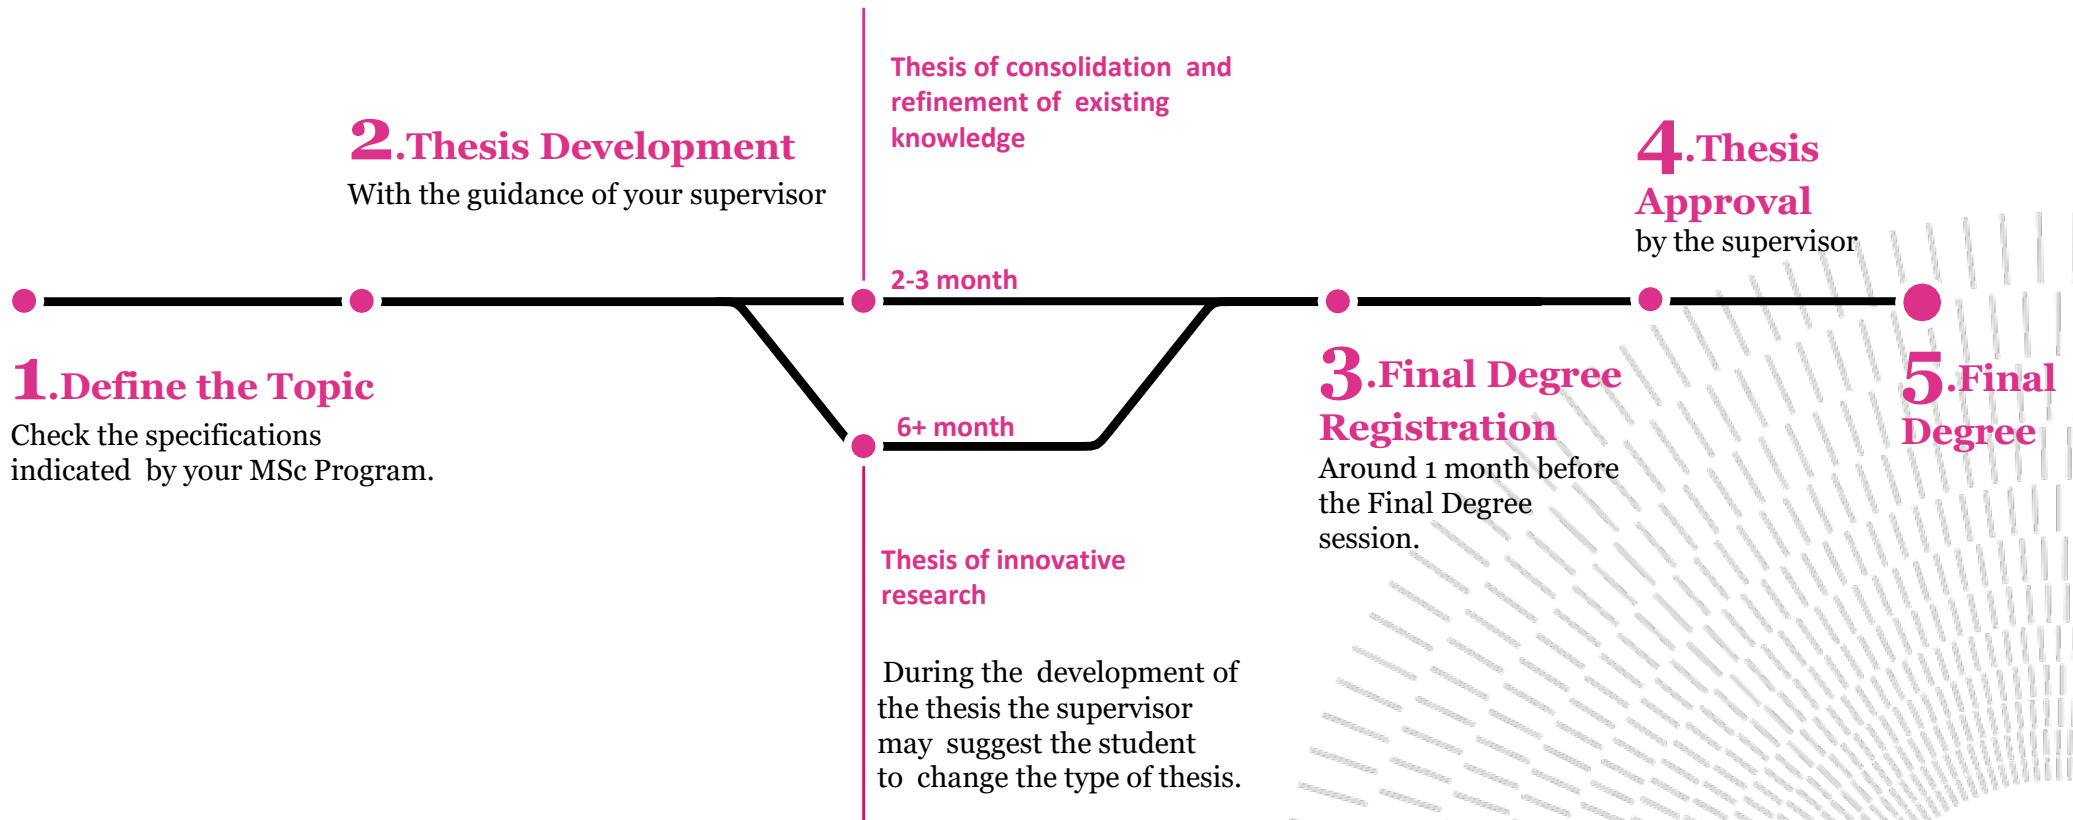 1.Define the Topic
Check the specifications
indicated by your MSc Program.
2.Thesis Development
With the guidance of your supervisor
Thesis of consolidation and
refinement of existing
knowledge
2-3 month
6+ month
Thesis of innovative
research
During the development of
the thesis the supervisor
may suggest the student
to change the type of thesis.
3.Final Degree
Registration
Around 1 month before
the Final Degree
session.
4.Thesis
Approval
by the supervisor
5.Final
Degree